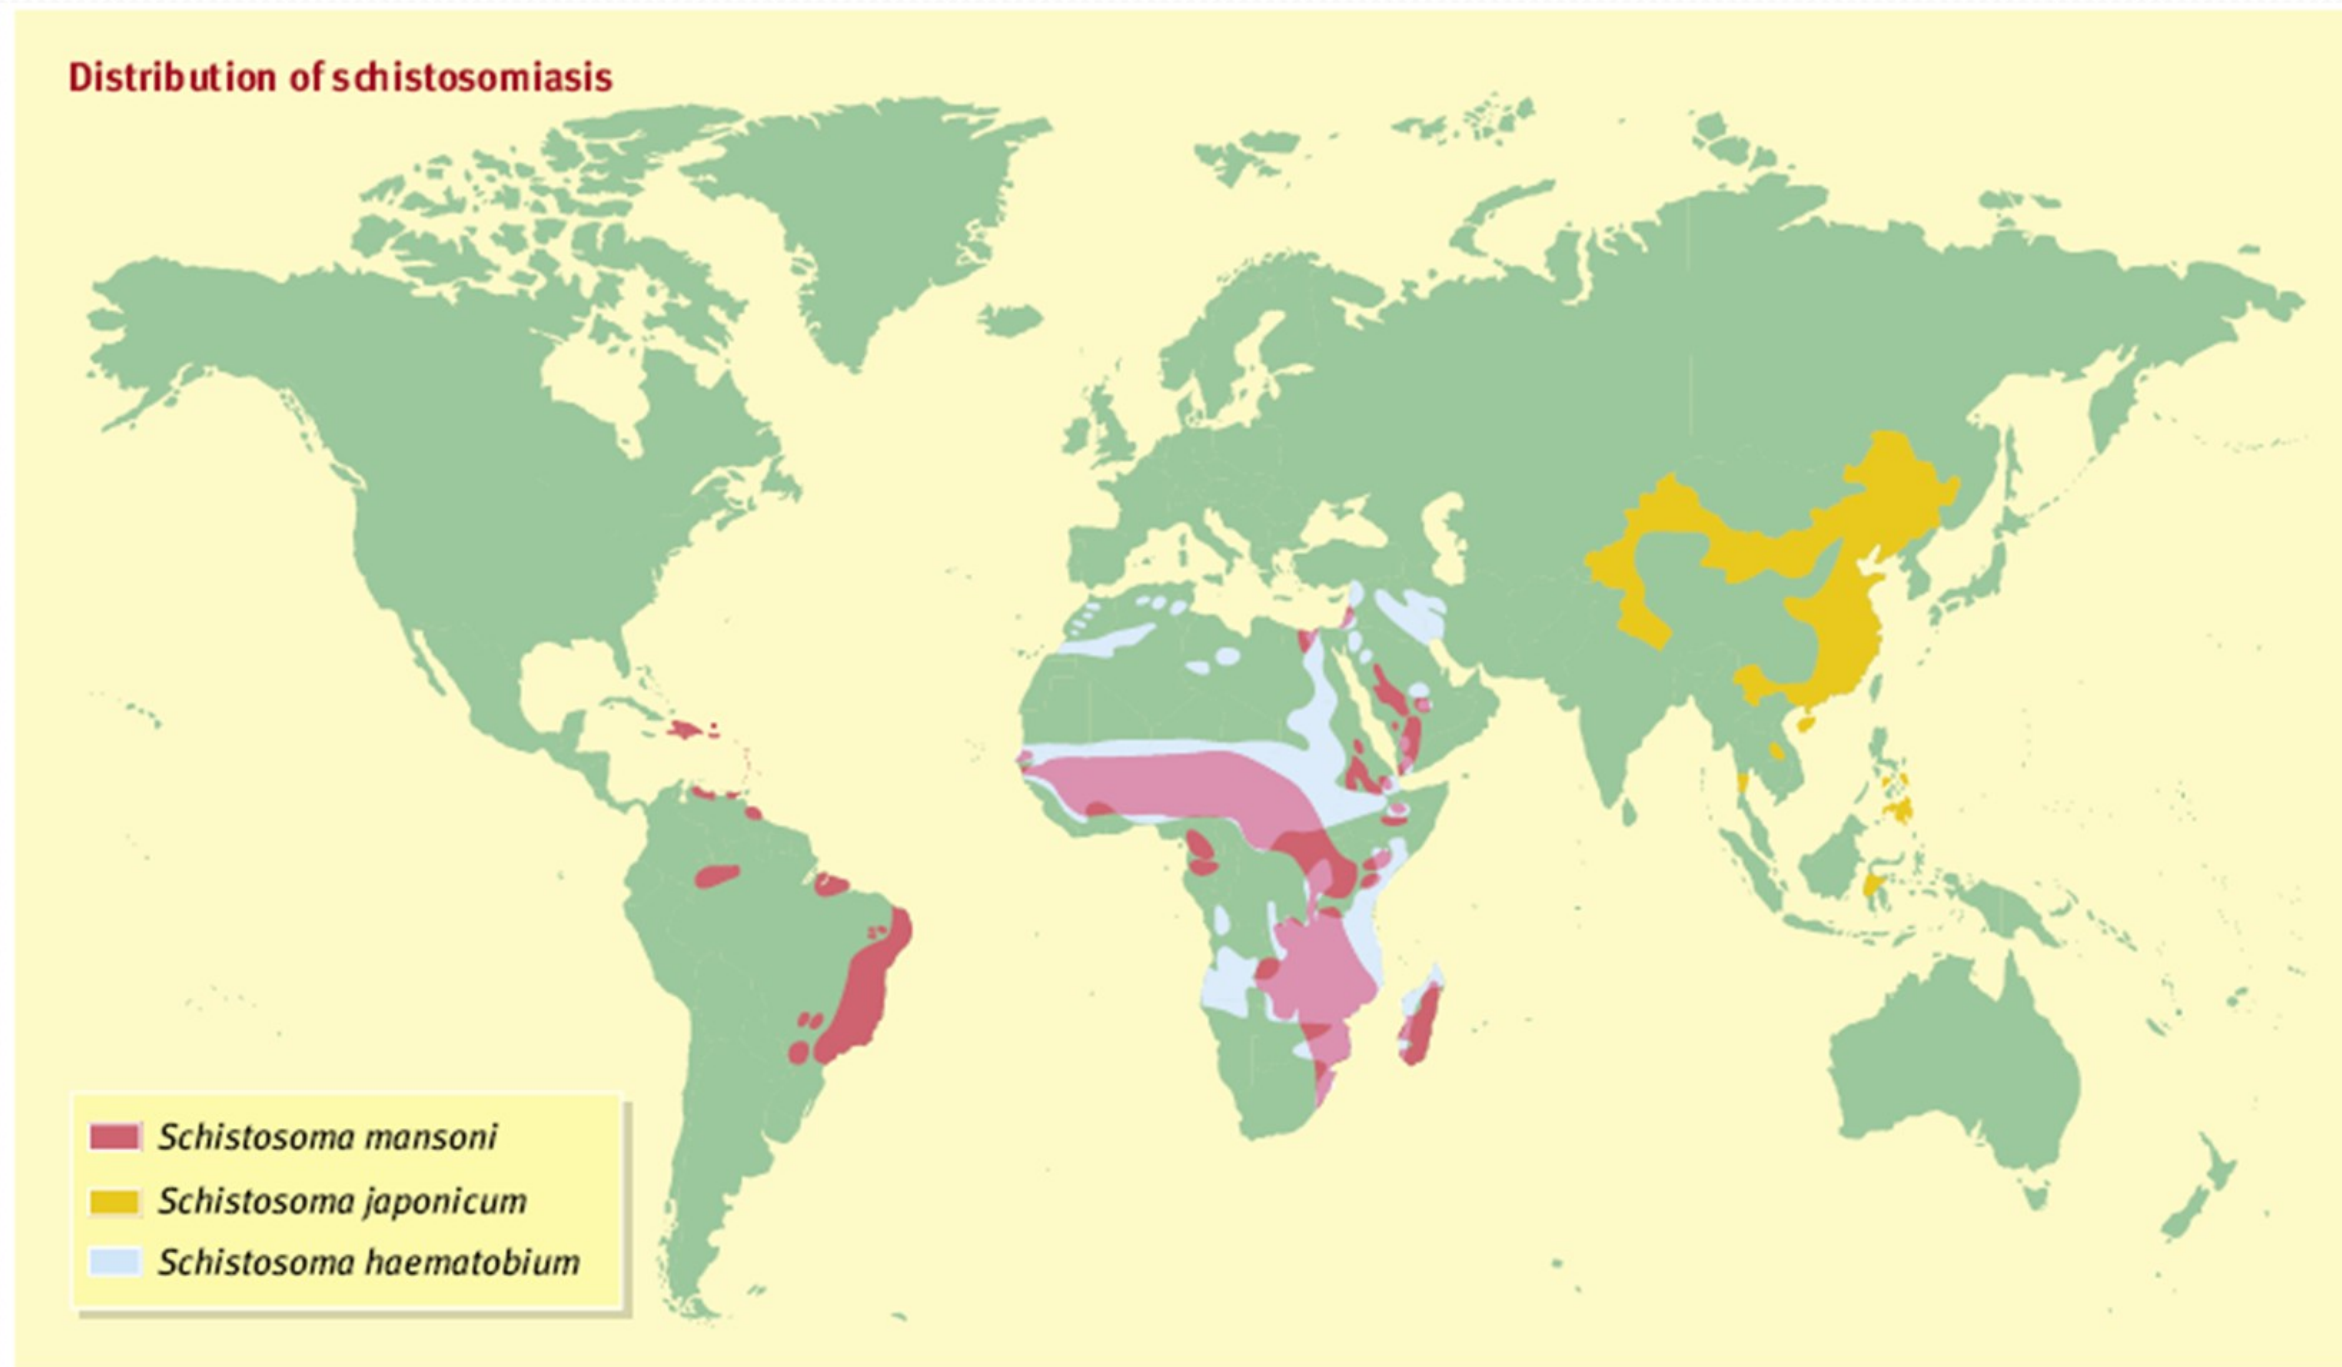 Distribution of schistosomiasis
Schistosoma mansoni
Schistosoma japonicum
Schistosoma haematobium